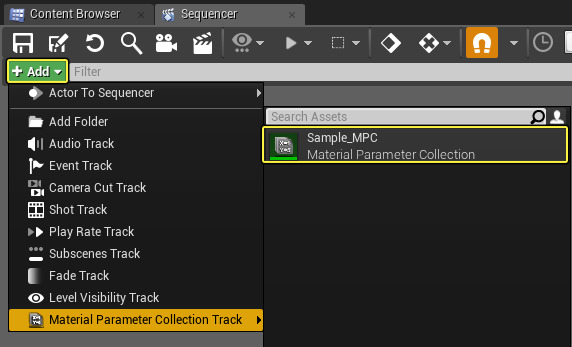 Content Browser
Sequencer
Add
Filter
Actor To Sequencer
Add Folder
Audio Track
Event Track
Camera Cut Track
Shot Track
Play Rate Track
Subscenes Track
Fade Track
Level Visibility Track
Material Parameter Collection Track
Search Assets
Sample_MPC
Material Parameter Collection